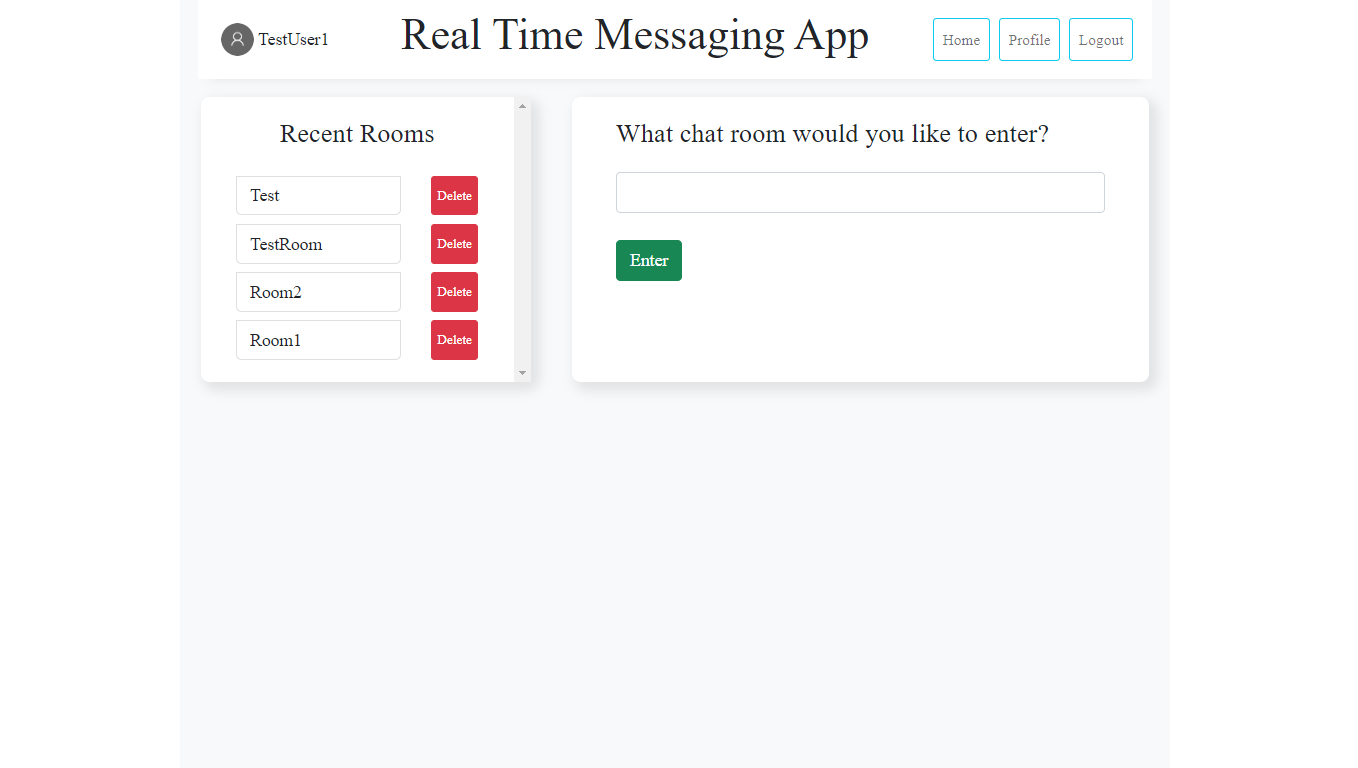 TestUser1
Real Time Messaging App
Home
Profile
Logout
Recent Rooms
Test
Delete
TestRoom
Delete
Room2
Delete
Room1
Delete
What chat room would you like to enter?
Enter